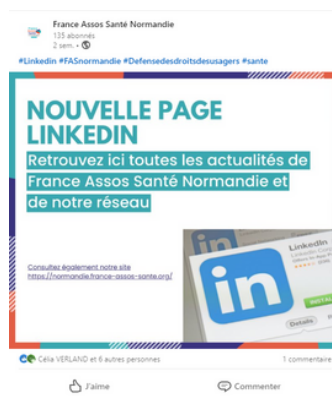 France Assos Santé Normandie
135 abonnés
2 sem. •
#Linkedin #FASnormandie #Defensedesdroitsdesusagers #sante
NOUVELLE PAGE
LINKEDIN
Retrouvez ici toutes les actualités de
France Assos Santé Normandie et
de notre réseau
Consultez également notre site
https://normandie.france-assos-sante.org/
LinkedIn
in
INSTALL
Details
Célia VERLAND et 6 autres personnes
1 commentaire
J'aime
Commenter